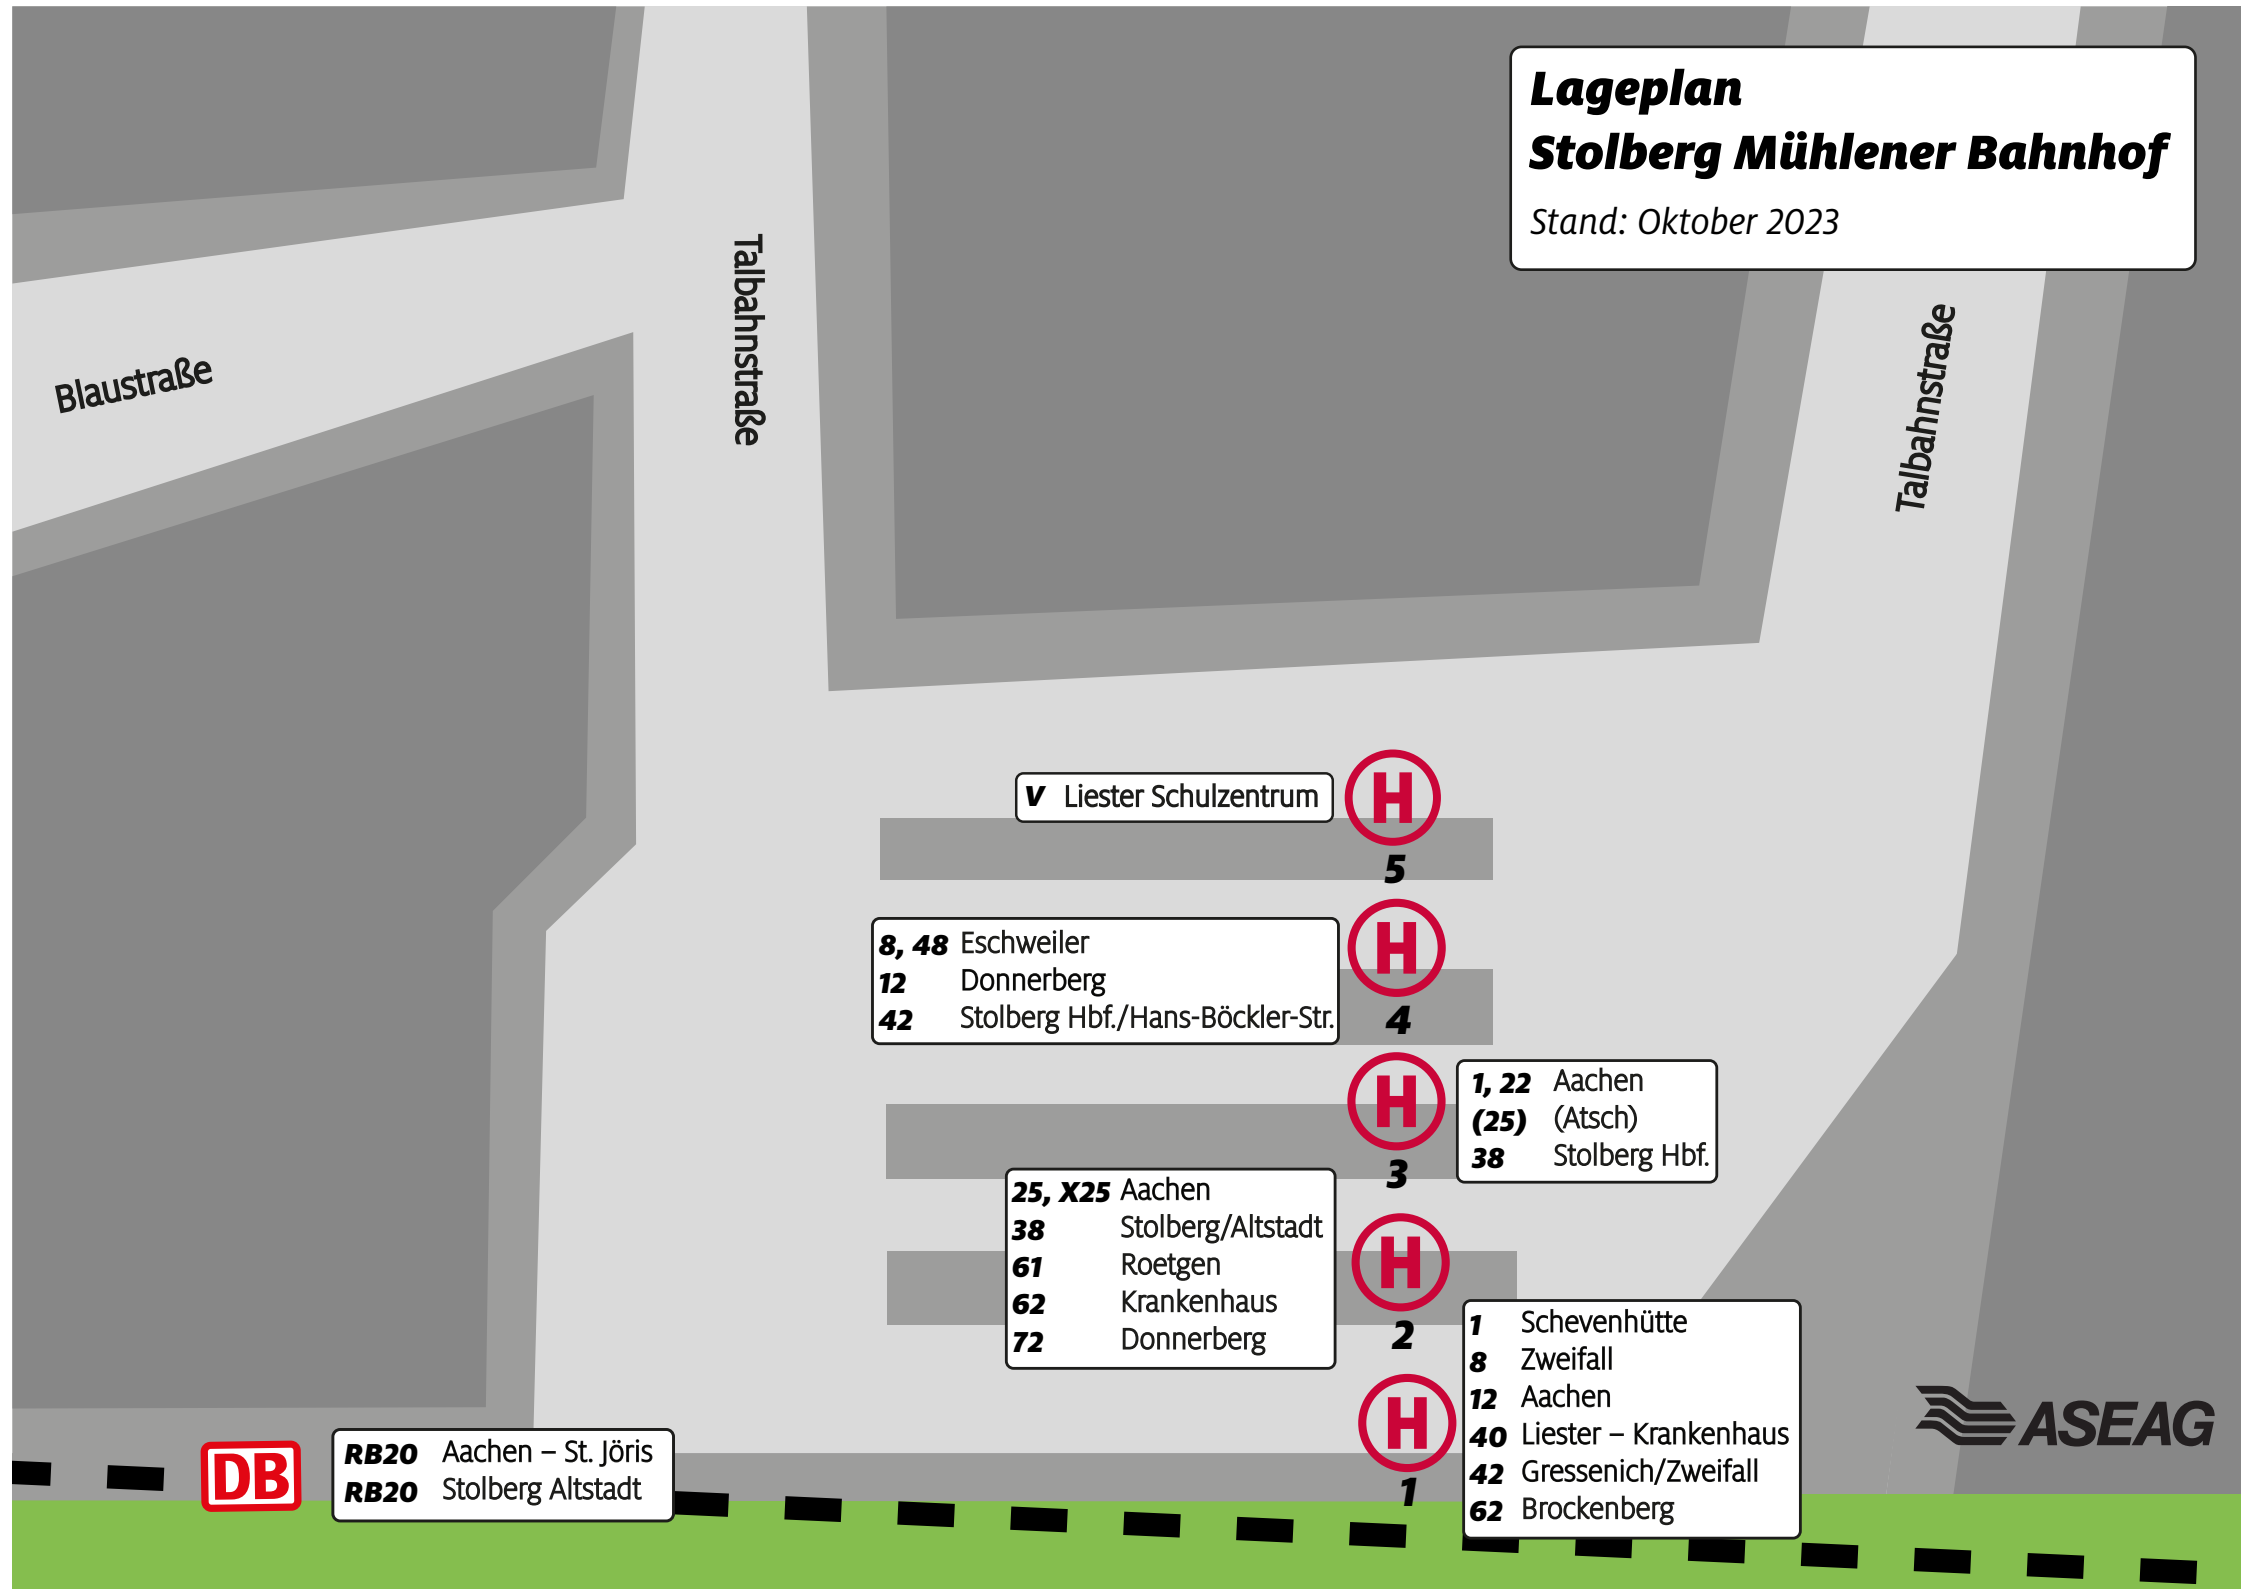 Lageplan
Stolberg Mühlener Bahnhof
Stand: Oktober 2023
Talbahnstraße
Talbahnstraße
Blaustraße
V Liester Schulzentrum
H
5
8, 48 Eschweiler
12 Donnerberg
42 Stolberg Hbf./Hans-Böckler-Str.
H
4
H
3
1, 22 Aachen
(25) (Atsch)
38 Stolberg Hbf.
25, X25 Aachen
38 Stolberg/Altstadt
61 Roetgen
62 Krankenhaus
72 Donnerberg
H
2
H
1
1 Schevenhütte
8 Zweifall
12 Aachen
40 Liester – Krankenhaus
42 Gressenich/Zweifall
62 Brockenberg
DB
RB20 Aachen – St. Jöris
RB20 Stolberg Altstadt
ASEAG